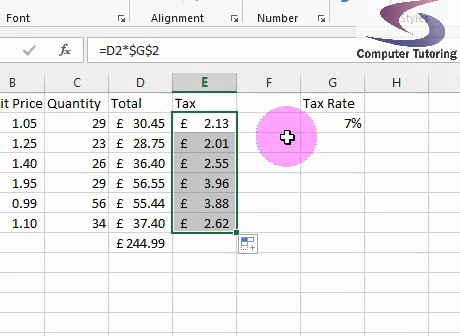 Font Alignment Number Styles
Computer Tutoring
fx =D2*$G$2
B C D E F G H
it Price Quantity Total Tax Tax Rate
1.05 29 £ 30.45 £ 2.13 7%
1.25 23 £ 28.75 £ 2.01
1.40 26 £ 36.40 £ 2.55
1.95 29 £ 56.55 £ 3.96
0.99 56 £ 55.44 £ 3.88
1.10 34 £ 37.40 £ 2.62
£ 244.99